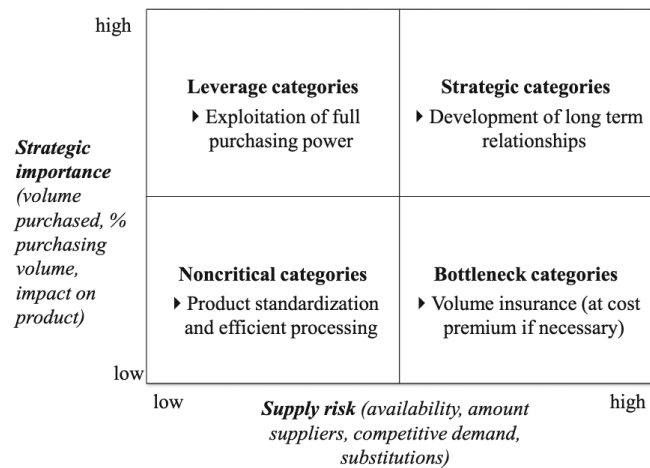 high
Leverage categories
‣ Exploitation of full
purchasing power
Strategic categories
‣ Development of long term
relationships
Strategic
importance
(volume
purchased, %
purchasing
volume,
impact on
product)
Noncritical categories
‣ Product standardization
and efficient processing
Bottleneck categories
‣ Volume insurance (at cost
premium if necessary)
low
low
high
Supply risk (availability, amount
suppliers, competitive demand,
substitutions)